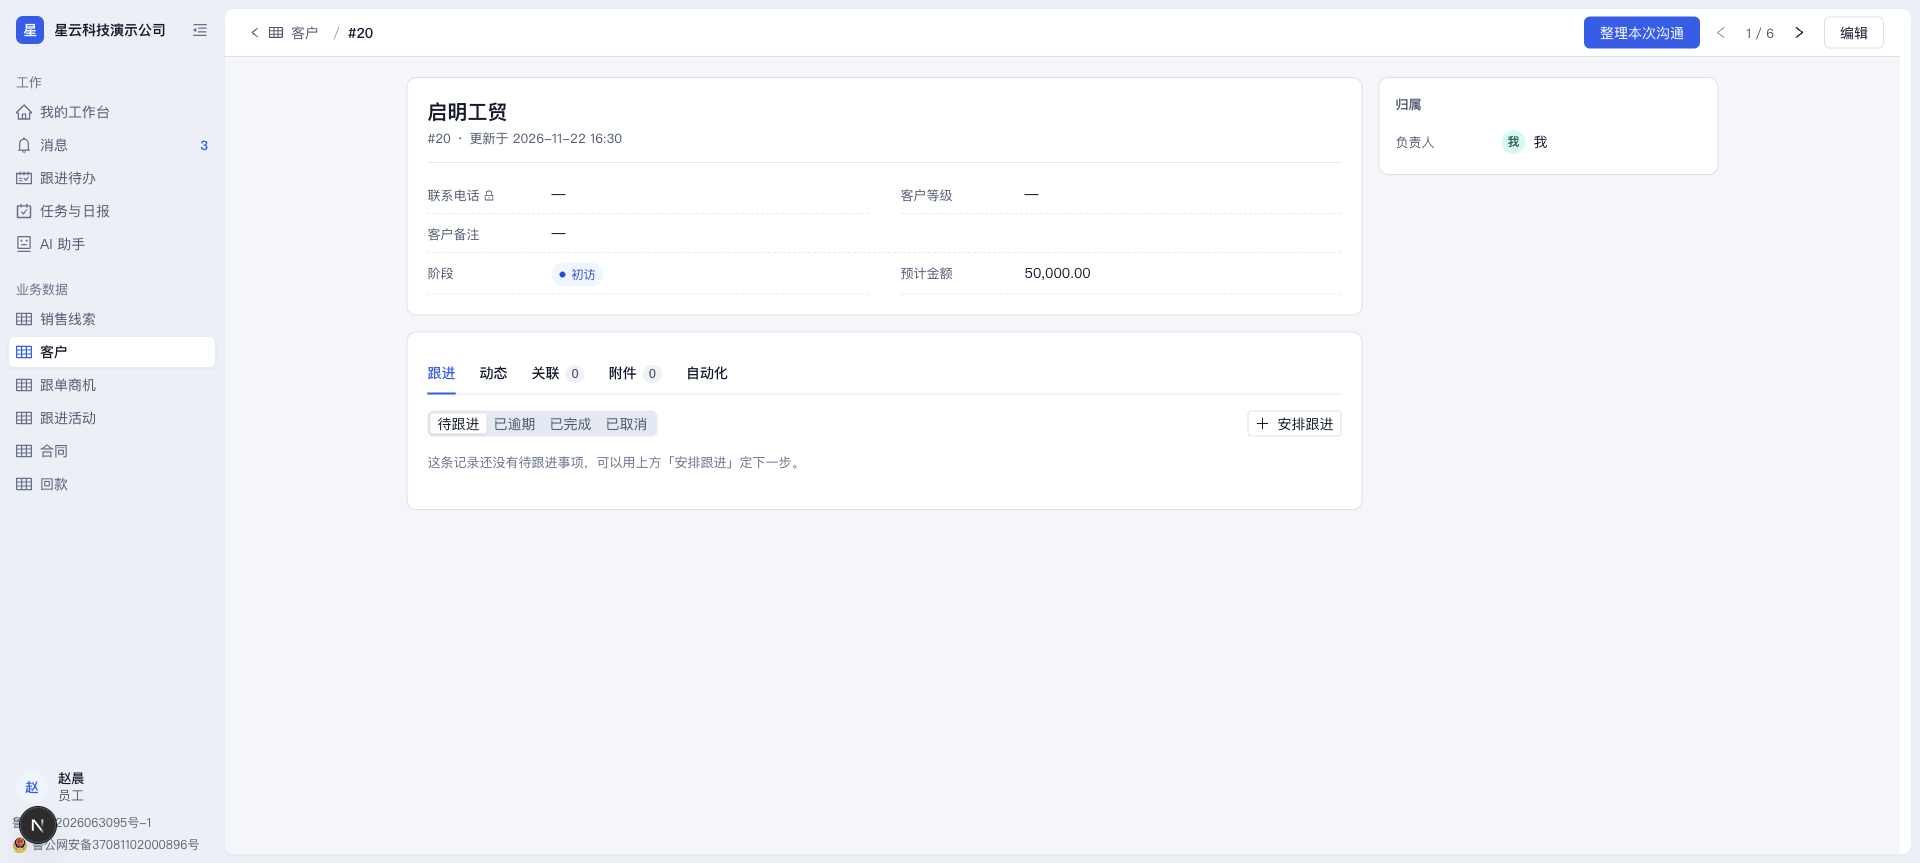 星 星云科技演示公司
工作
我的工作台
消息 3
跟进待办
任务与日报
AI 助手
业务数据
销售线索
客户
跟单商机
跟进活动
合同
回款
赵 赵晨
员工
2026063095号-1
公网安备37081102000896号
客户 / #20
整理本次沟通 1 / 6 编辑
启明工贸
#20 · 更新于 2026-11-22 16:30
联系电话 — 客户等级 —
客户备注 —
阶段 初访 预计金额 50,000.00
跟进 动态 关联 0 附件 0 自动化
待跟进 已逾期 已完成 已取消 安排跟进
这条记录还没有待跟进事项，可以用上方「安排跟进」定下一步。
归属
负责人 我 我